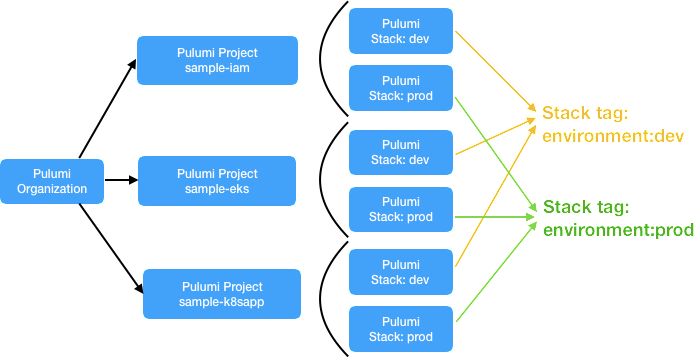 Pulumi
Organization
Pulumi Project
sample-iam
Pulumi Project
sample-eks
Pulumi Project
sample-k8sapp
Pulumi
Stack: dev
Pulumi
Stack: prod
Pulumi
Stack: dev
Pulumi
Stack: prod
Pulumi
Stack: dev
Pulumi
Stack: prod
Stack tag:
environment:dev
Stack tag:
environment:prod